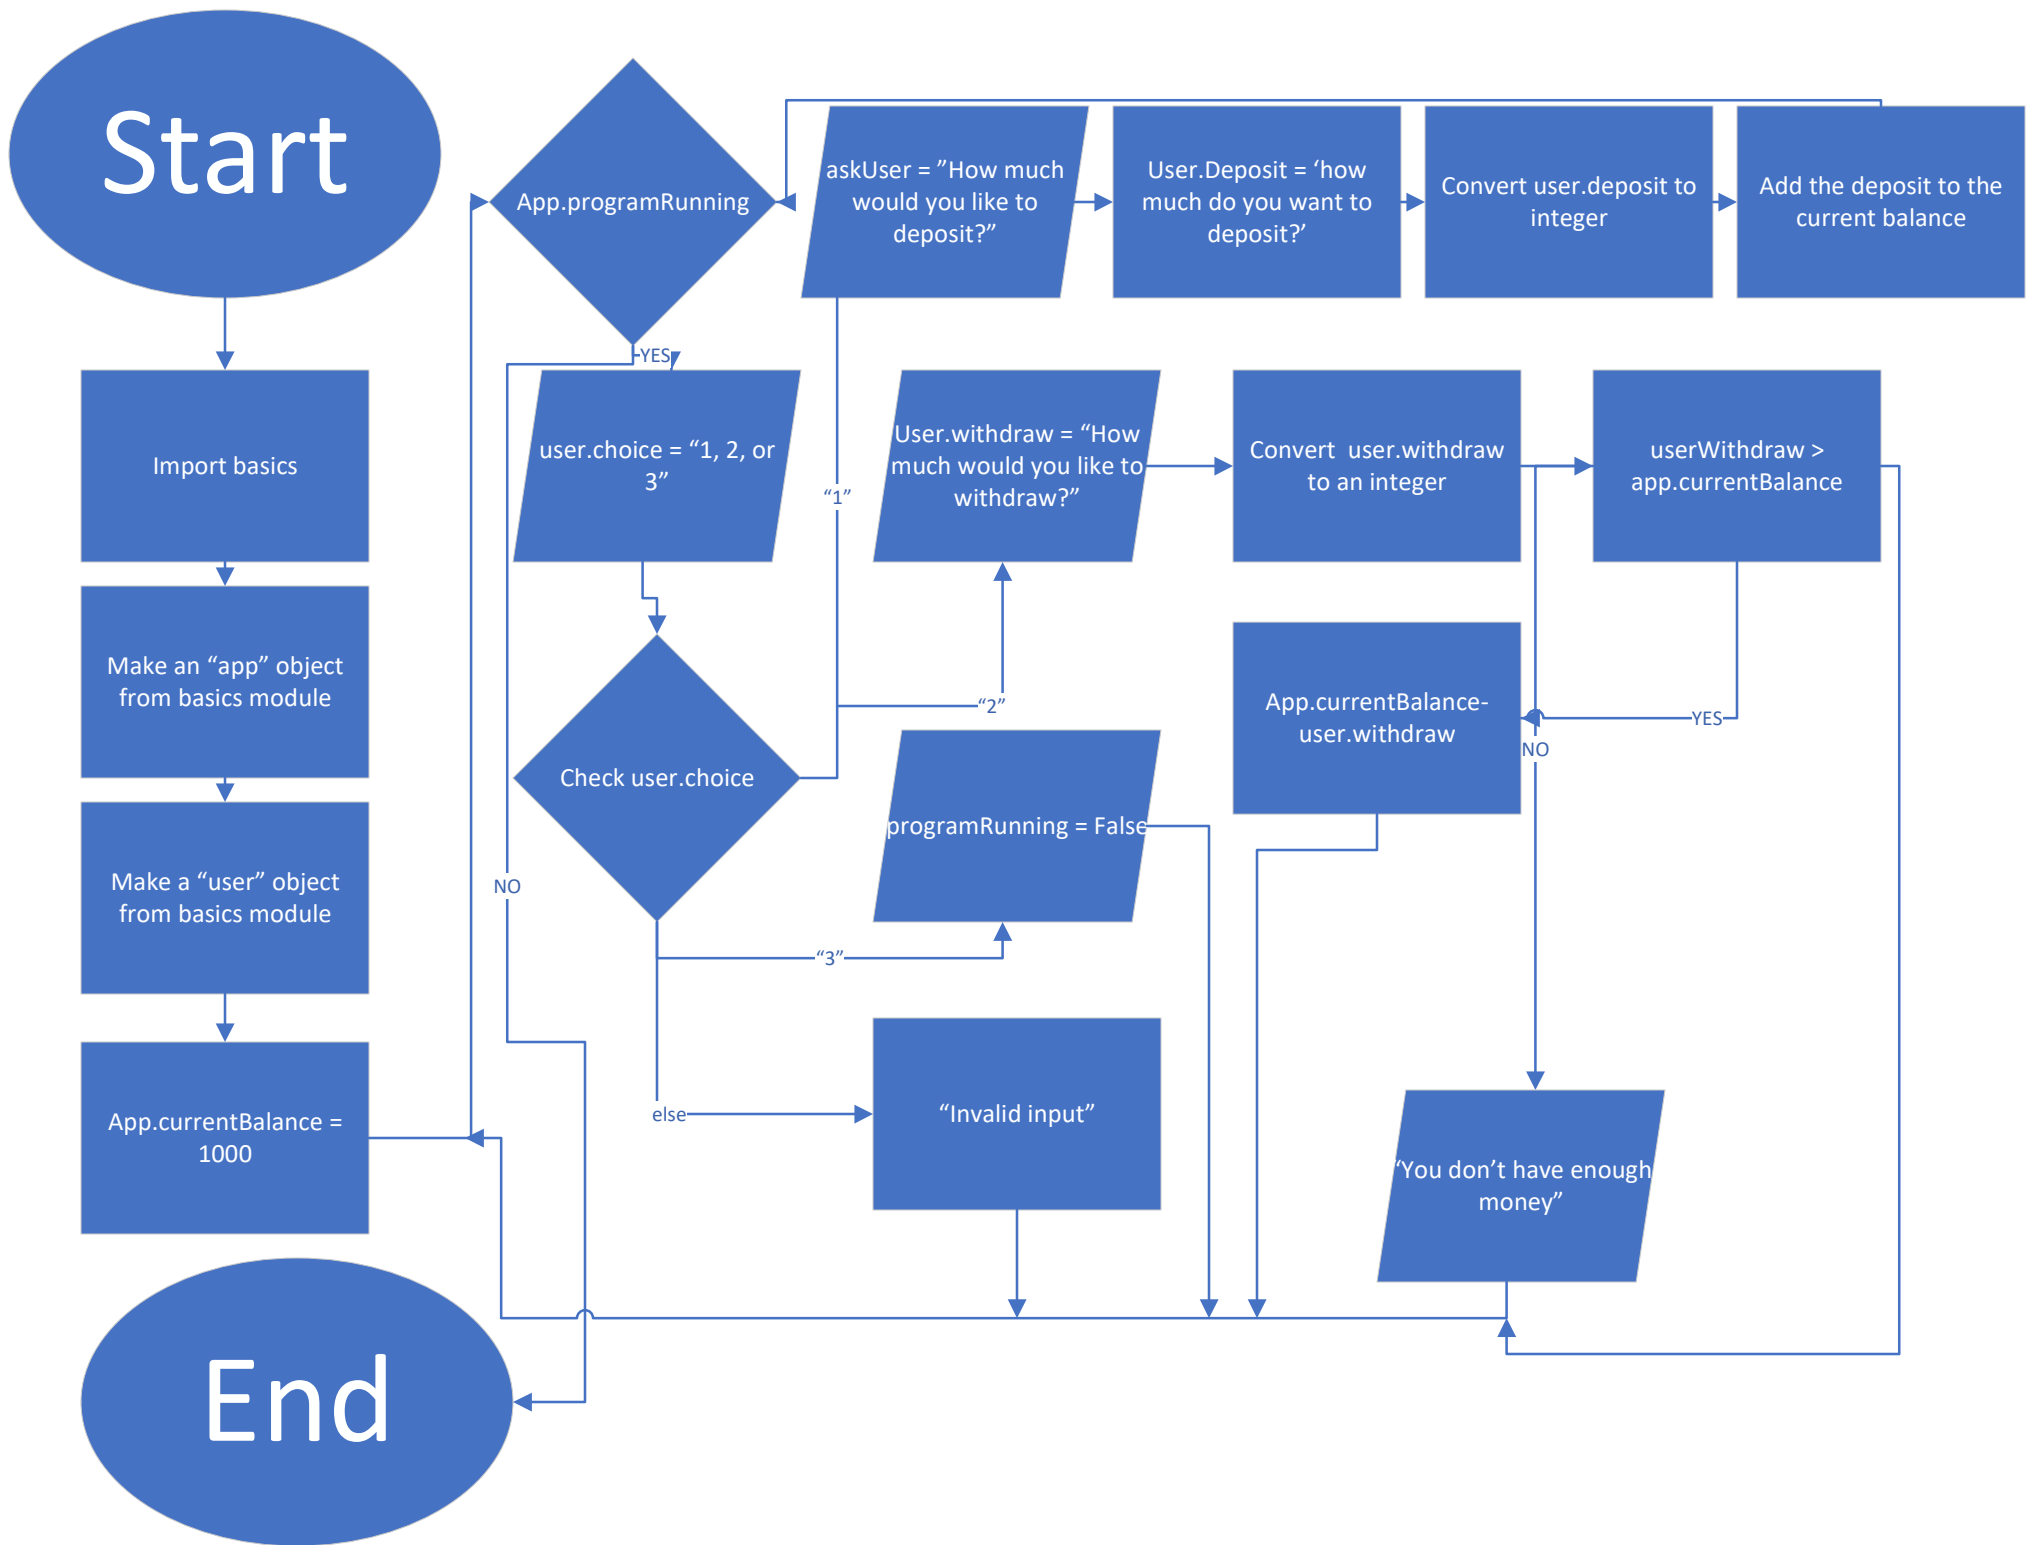 Start
App.programRunning
askUser = ”How much
would you like to
deposit?”
User.Deposit = ‘how
much do you want to
deposit?’
Convert user.deposit to
integer
Add the deposit to the
current balance
YES
Import basics
user.choice = “1, 2, or
3”
“1”
User.withdraw = “How
much would you like to
withdraw?”
Convert  user.withdraw
to an integer
userWithdraw >
app.currentBalance
Make an “app” object
from basics module
“2”
App.currentBalance-
user.withdraw
YES
NO
Check user.choice
programRunning = False
Make a “user” object
from basics module
NO
“3”
App.currentBalance =
1000
else
“Invalid input”
“You don’t have enough
money”
End